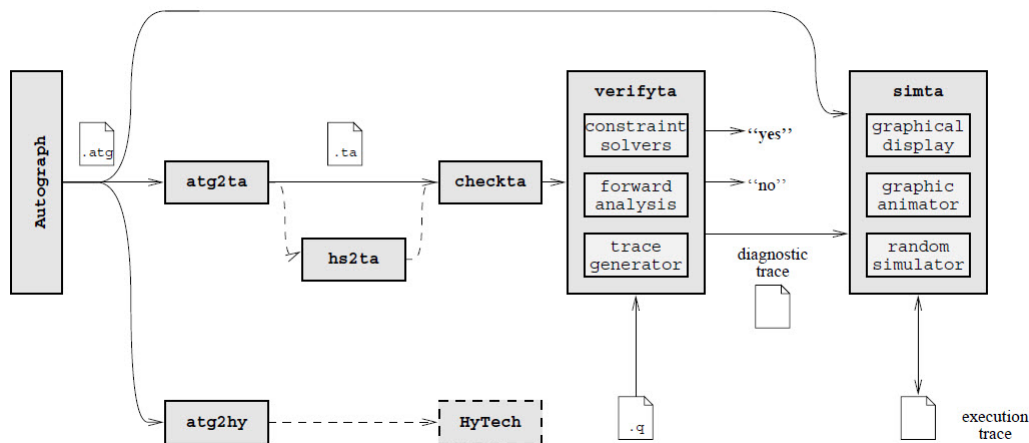 Autograph
.atg
atg2ta
.ta
hs2ta
checkta
verifyta
constraint
solvers
forward
analysis
trace
generator
“yes”
“no”
diagnostic
trace
simta
graphical
display
graphic
animator
random
simulator
atg2hy
HyTech
.q
execution
trace